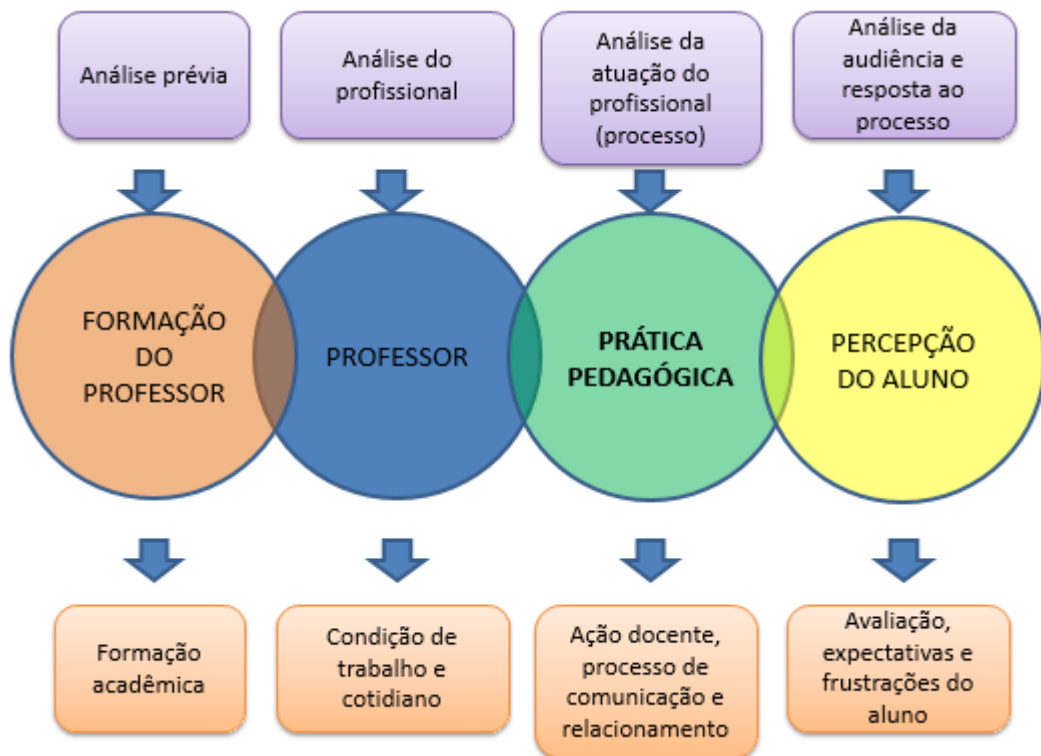 Análise prévia
Análise do
profissional
Análise da
atuação do
profissional
(processo)
Análise da
audiência e
resposta ao
processo
FORMAÇÃO
DO
PROFESSOR
PROFESSOR
PRÁTICA
PEDAGÓGICA
PERCEPÇÃO
DO ALUNO
Formação
acadêmica
Condição de
trabalho e
cotidiano
Ação docente,
processo de
comunicação e
relacionamento
Avaliação,
expectativas e
frustrações do
aluno